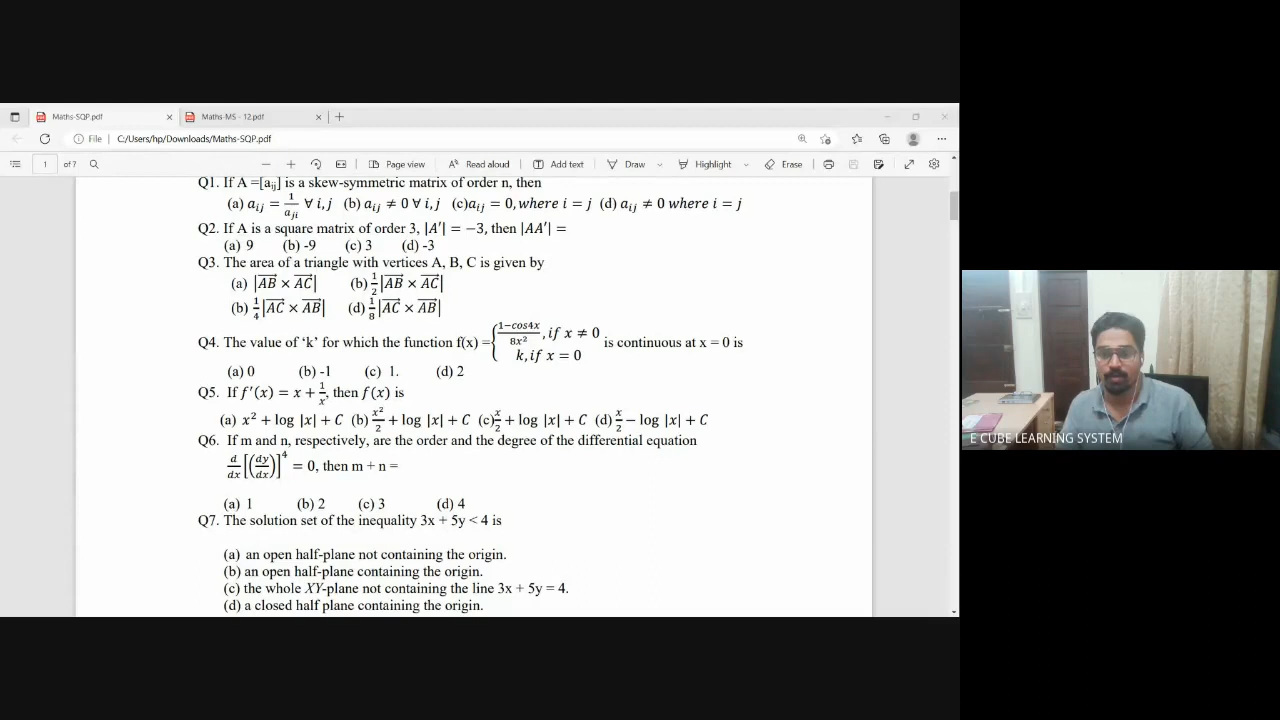 Maths-SQP.pdf
Maths-MS - 12.pdf
File C:/Users/hp/Downloads/Maths-SQP.pdf
1 of 7 Page view Read aloud Add text Draw Highlight Erase
Q1. If A =[aᵢⱼ] is a skew-symmetric matrix of order n, then
(a) aᵢⱼ = 1/aⱼᵢ ∀ i, j (b) aᵢⱼ ≠ 0 ∀ i, j (c)aᵢⱼ = 0, where i = j (d) aᵢⱼ ≠ 0 where i = j
Q2. If A is a square matrix of order 3, |A′| = −3, then |AA′| =
(a) 9 (b) -9 (c) 3 (d) -3
Q3. The area of a triangle with vertices A, B, C is given by
(a) |AB⃗ × AC⃗| (b) 1/2 |AB⃗ × AC⃗|
(b) 1/4 |AC⃗ × AB⃗| (d) 1/8 |AC⃗ × AB⃗|
Q4. The value of ‘k’ for which the function f(x) = { (1−cos4x)/8x², if x ≠ 0; k, if x = 0 is continuous at x = 0 is
(a) 0 (b) -1 (c) 1. (d) 2
Q5. If f′(x) = x + 1/x, then f(x) is
(a) x² + log |x| + C (b) x²/2 + log |x| + C (c) x/2 + log |x| + C (d) x/2 − log |x| + C
Q6. If m and n, respectively, are the order and the degree of the differential equation
d/dx [(dy/dx)]⁴ = 0, then m + n =
(a) 1 (b) 2 (c) 3 (d) 4
Q7. The solution set of the inequality 3x + 5y < 4 is
(a) an open half-plane not containing the origin.
(b) an open half-plane containing the origin.
(c) the whole XY-plane not containing the line 3x + 5y = 4.
(d) a closed half plane containing the origin.
E CUBE LEARNING SYSTEM